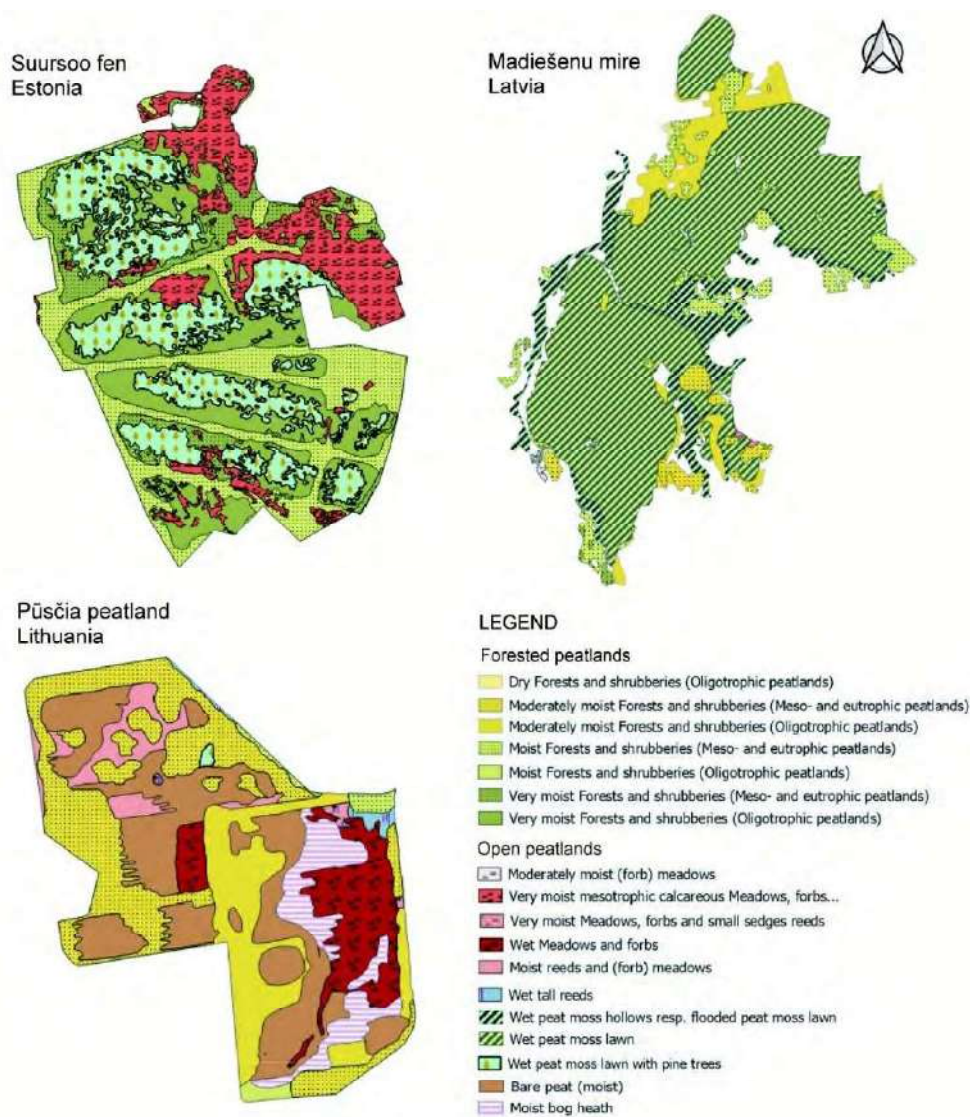 Suursoo fen
Estonia
Madiešenu mire
Latvia
Pūsčia peatland
Lithuania
LEGEND
Forested peatlands
Dry Forests and shrubberies (Oligotrophic peatlands)
Moderately moist Forests and shrubberies (Meso- and eutrophic peatlands)
Moderately moist Forests and shrubberies (Oligotrophic peatlands)
Moist Forests and shrubberies (Meso- and eutrophic peatlands)
Moist Forests and shrubberies (Oligotrophic peatlands)
Very moist Forests and shrubberies (Meso- and eutrophic peatlands)
Very moist Forests and shrubberies (Oligotrophic peatlands)
Open peatlands
Moderately moist (forb) meadows
Very moist mesotrophic calcareous Meadows, forbs...
Very moist Meadows, forbs and small sedges reeds
Wet Meadows and forbs
Moist reeds and (forb) meadows
Wet tall reeds
Wet peat moss hollows resp. flooded peat moss lawn
Wet peat moss lawn
Wet peat moss lawn with pine trees
Bare peat (moist)
Moist bog heath